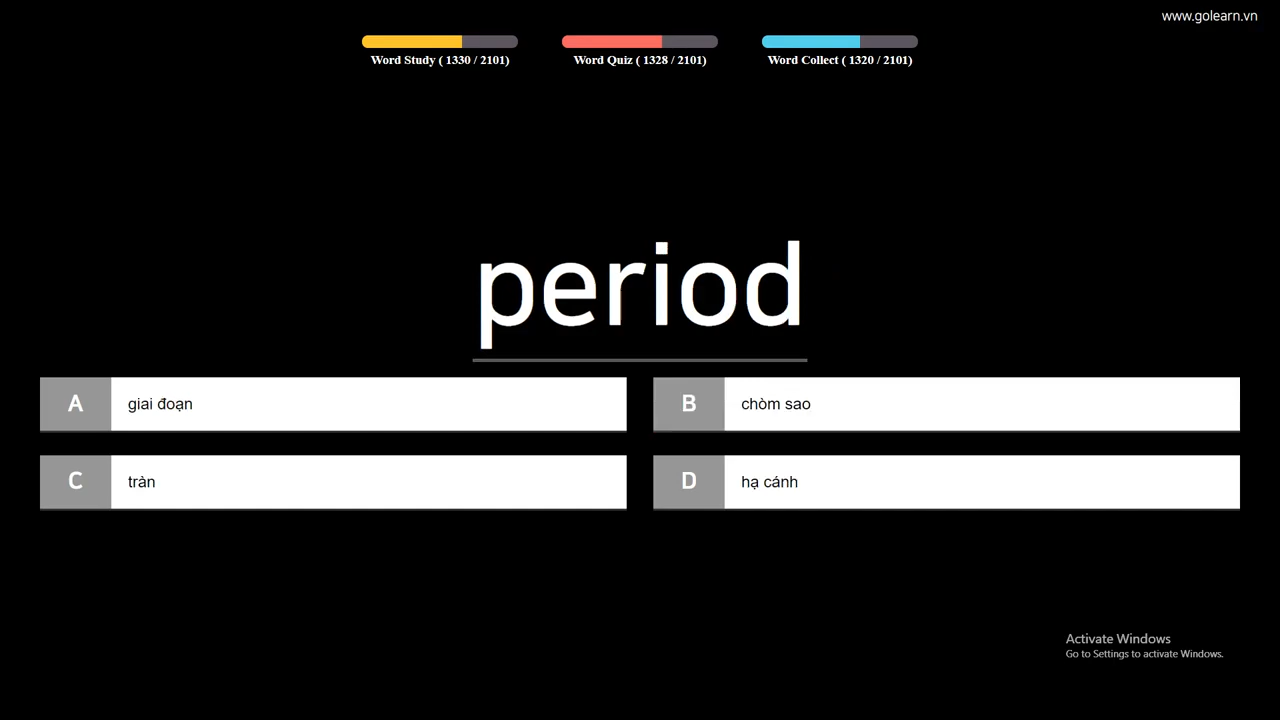 www.golearn.vn
Word Study ( 1330 / 2101)
Word Quiz ( 1328 / 2101)
Word Collect ( 1320 / 2101)
period
A giai đoạn
B chòm sao
C tràn
D hạ cánh
Activate Windows
Go to Settings to activate Windows.